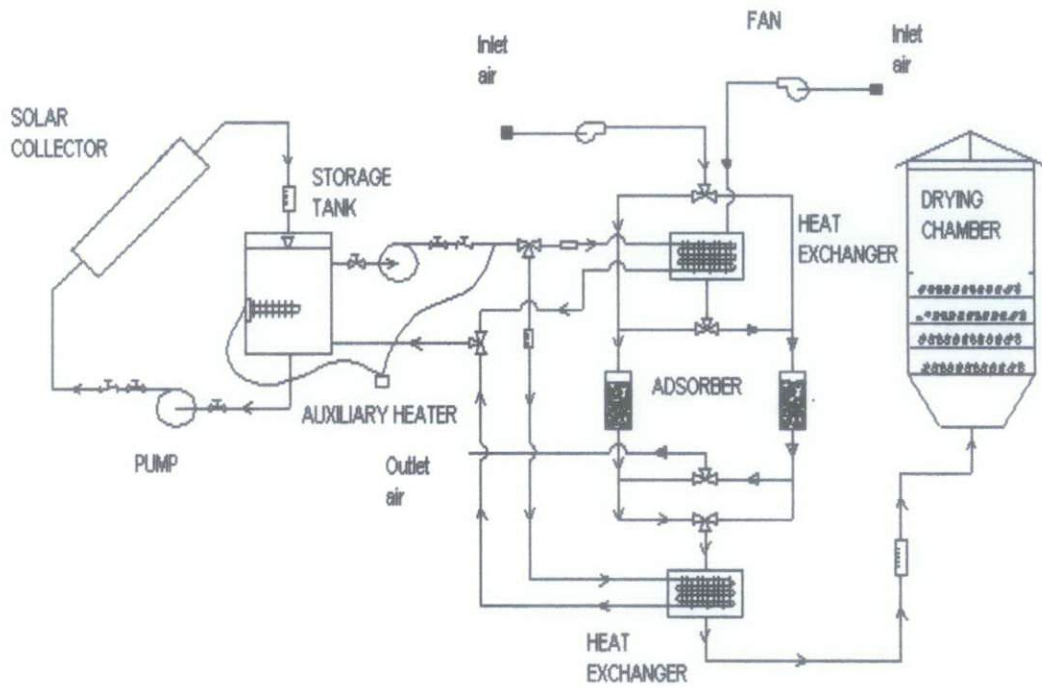 FAN
Inlet
air
Inlet
air
SOLAR
COLLECTOR
STORAGE
TANK
DRYING
CHAMBER
HEAT
EXCHANGER
ADSORBER
AUXILIARY HEATER
PUMP
Outlet
air
HEAT
EXCHANGER